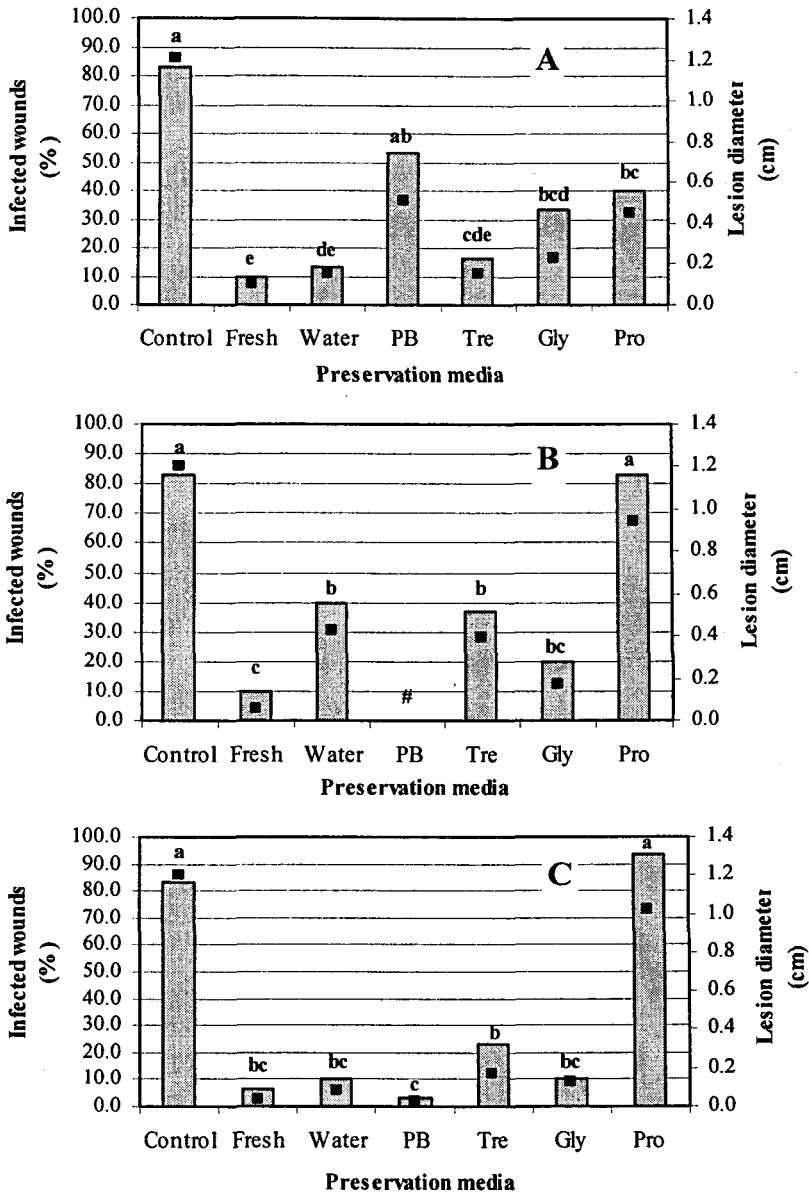 A
Infected wounds
(%)
100.0
90.0
80.0
70.0
60.0
50.0
40.0
30.0
20.0
10.0
0.0
a
e
de
ab
cde
bcd
bc
1.4
1.2
1.0
0.8
0.6
0.4
0.2
0.0
Lesion diameter
(cm)
Control Fresh Water PB Tre Gly Pro
Preservation media
B
Infected wounds
(%)
100.0
90.0
80.0
70.0
60.0
50.0
40.0
30.0
20.0
10.0
0.0
a
c
b
#
b
bc
a
1.4
1.2
1.0
0.8
0.6
0.4
0.2
0.0
Lesion diameter
(cm)
Control Fresh Water PB Tre Gly Pro
Preservation media
C
Infected wounds
(%)
100.0
90.0
80.0
70.0
60.0
50.0
40.0
30.0
20.0
10.0
0.0
a
bc
bc
c
b
bc
a
1.4
1.2
1.0
0.8
0.6
0.4
0.2
0.0
Lesion diameter
(cm)
Control Fresh Water PB Tre Gly Pro
Preservation media